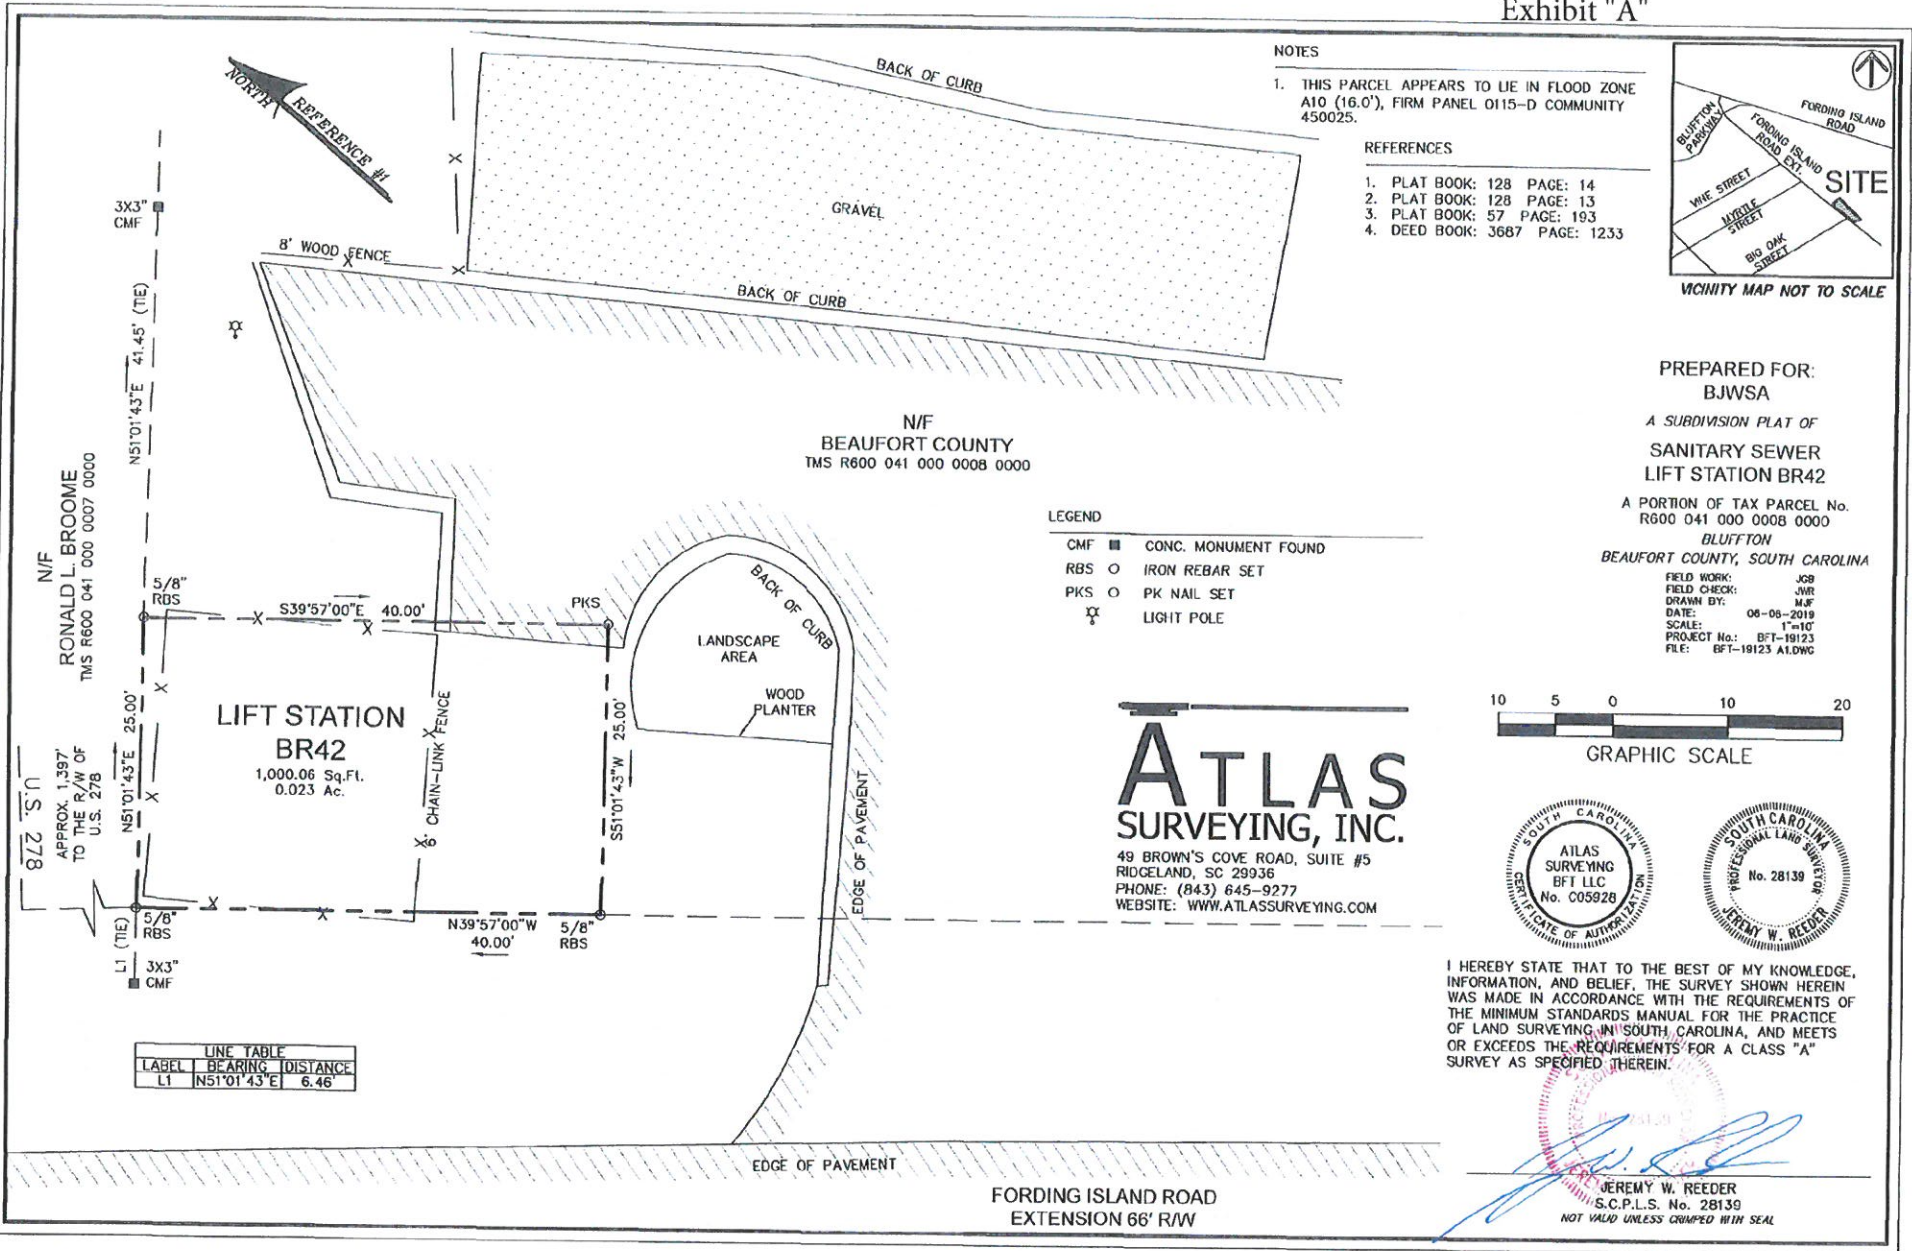 Exhibit "A"
NORTH
REFERENCE #1
3X3"
CMF
N51°01'43"E 41.45' (TIE)
8' WOOD FENCE
BACK OF CURB
GRAVEL
BACK OF CURB
NOTES
1. THIS PARCEL APPEARS TO LIE IN FLOOD ZONE
A10 (16.0'), FIRM PANEL 0115-D COMMUNITY
450025.
REFERENCES
1. PLAT BOOK: 128 PAGE: 14
2. PLAT BOOK: 128 PAGE: 13
3. PLAT BOOK: 57 PAGE: 193
4. DEED BOOK: 3687 PAGE: 1233
BLUFFTON
PARKWAY
FORDING ISLAND
ROAD
FORDING ISLAND
ROAD EXT.
SITE
VINE STREET
MYRTLE
STREET
BIG OAK
STREET
VICINITY MAP NOT TO SCALE
PREPARED FOR:
BJWSA
A SUBDIVISION PLAT OF
SANITARY SEWER
LIFT STATION BR42
A PORTION OF TAX PARCEL No.
R600 041 000 0008 0000
BLUFFTON
BEAUFORT COUNTY, SOUTH CAROLINA
FIELD WORK: JGB
FIELD CHECK: JWR
DRAWN BY: MJF
DATE: 06-06-2019
SCALE: 1"=10'
PROJECT No.: BFT-19123
FILE: BFT-19123 A1.DWG
N/F
BEAUFORT COUNTY
TMS R600 041 000 0008 0000
LEGEND
CMF CONC. MONUMENT FOUND
RBS IRON REBAR SET
PKS PK NAIL SET
LIGHT POLE
N/F
RONALD L. BROOME
TMS R600 041 000 0007 0000
5/8"
RBS
S39°57'00"E 40.00'
PKS
BACK OF CURB
LANDSCAPE
AREA
WOOD
PLANTER
LIFT STATION
BR42
1,000.06 Sq.Ft.
0.023 Ac.
6' CHAIN-LINK FENCE
S51°01'43"W 25.00'
N51°01'43"E 25.00'
EDGE OF PAVEMENT
U.S. 278
APPROX. 1,397'
TO THE R/W OF
U.S. 278
5/8"
RBS
N39°57'00"W
40.00'
5/8"
RBS
L1 (TIE)
3X3"
CMF
LINE TABLE
LABEL BEARING DISTANCE
L1 N51°01'43"E 6.46'
ATLAS
SURVEYING, INC.
49 BROWN'S COVE ROAD, SUITE #5
RIDGELAND, SC 29936
PHONE: (843) 645-9277
WEBSITE: WWW.ATLASSURVEYING.COM
10 5 0 10 20
GRAPHIC SCALE
SOUTH CAROLINA
ATLAS
SURVEYING
BFT LLC
No. C05928
CERTIFICATE OF AUTHORIZATION
SOUTH CAROLINA
PROFESSIONAL LAND SURVEYOR
No. 28139
JEREMY W. REEDER
I HEREBY STATE THAT TO THE BEST OF MY KNOWLEDGE,
INFORMATION, AND BELIEF, THE SURVEY SHOWN HEREIN
WAS MADE IN ACCORDANCE WITH THE REQUIREMENTS OF
THE MINIMUM STANDARDS MANUAL FOR THE PRACTICE
OF LAND SURVEYING IN SOUTH CAROLINA, AND MEETS
OR EXCEEDS THE REQUIREMENTS FOR A CLASS "A"
SURVEY AS SPECIFIED THEREIN.
JEREMY W. REEDER
S.C.P.L.S. No. 28139
NOT VALID UNLESS CRIMPED WITH SEAL
EDGE OF PAVEMENT
FORDING ISLAND ROAD
EXTENSION 66' R/W